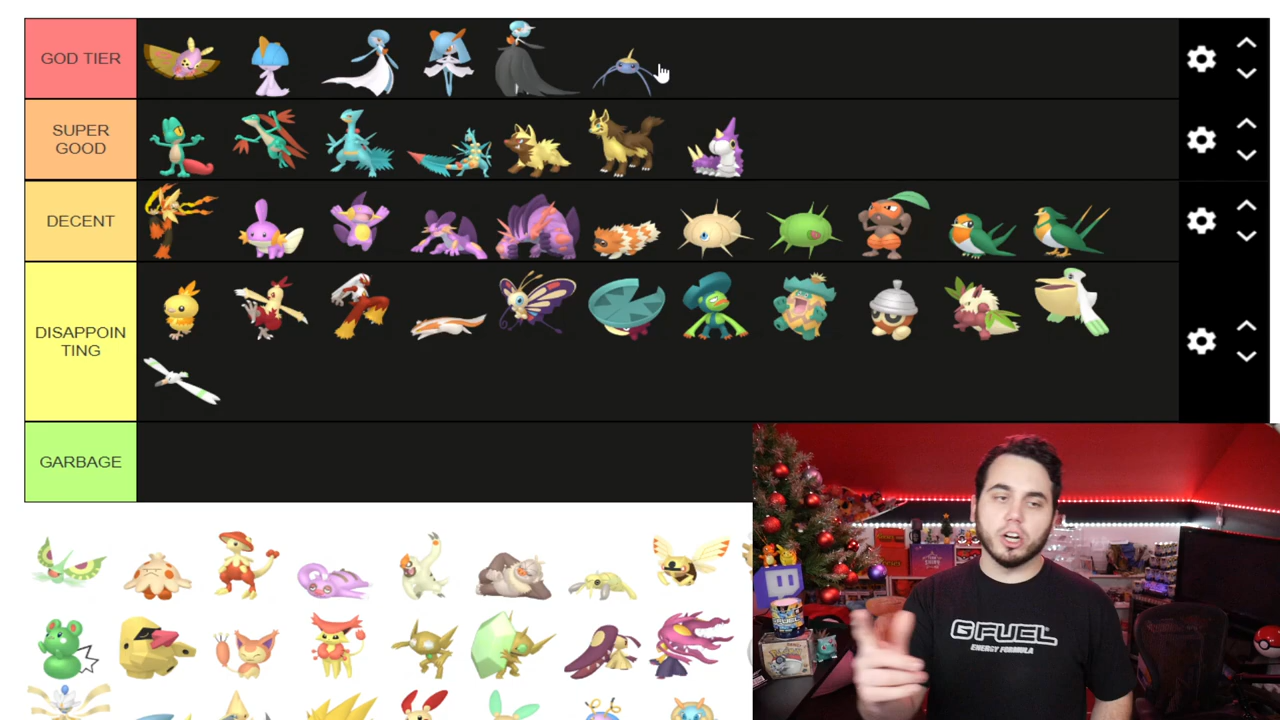 GOD TIER
SUPER
GOOD
DECENT
DISAPPOIN
TING
GARBAGE
G FUEL
ENERGY FORMULA